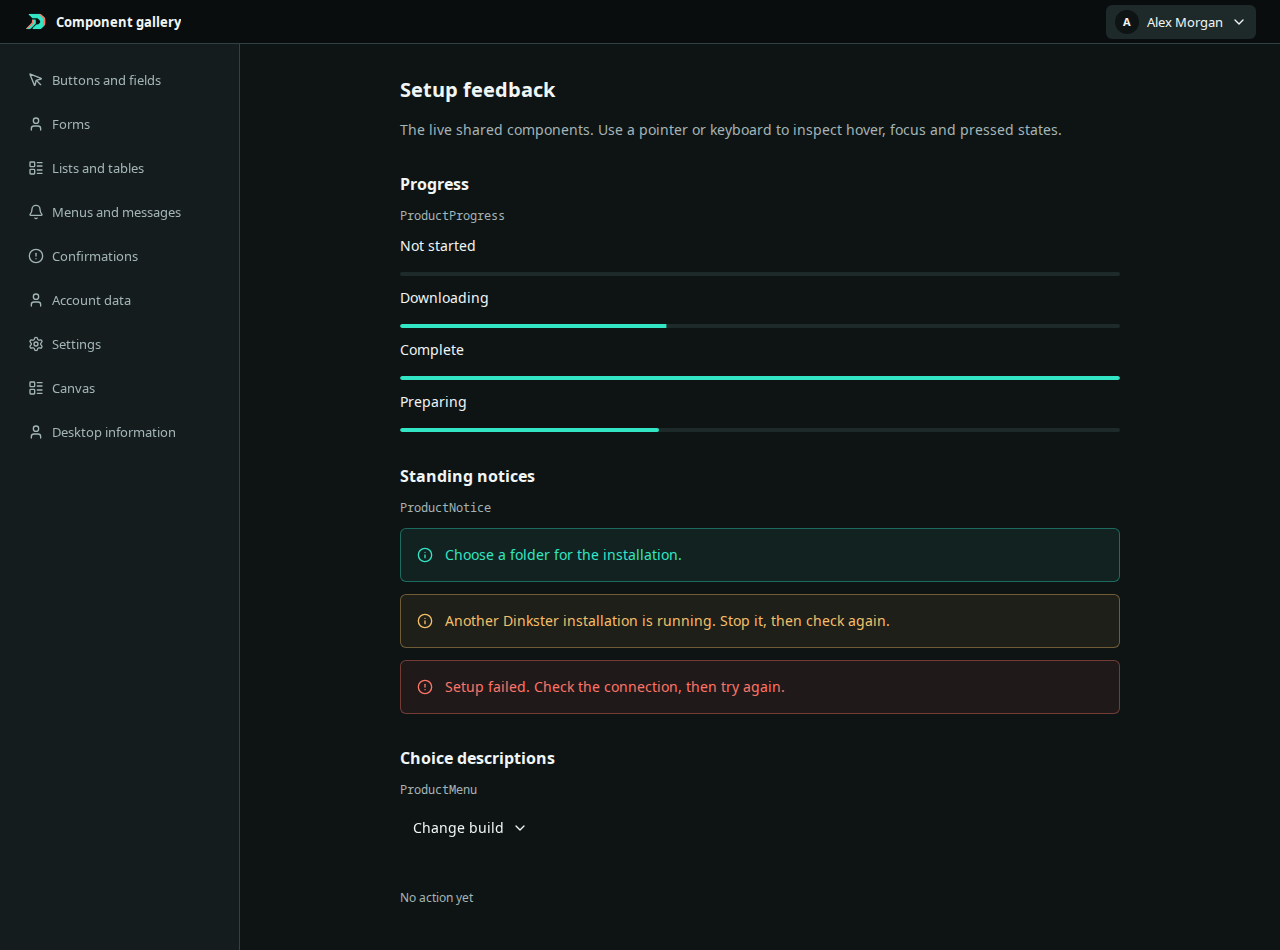 Component gallery
A Alex Morgan
Buttons and fields
Forms
Lists and tables
Menus and messages
Confirmations
Account data
Settings
Canvas
Desktop information
Setup feedback
The live shared components. Use a pointer or keyboard to inspect hover, focus and pressed states.
Progress
ProductProgress
Not started
Downloading
Complete
Preparing
Standing notices
ProductNotice
Choose a folder for the installation.
Another Dinkster installation is running. Stop it, then check again.
Setup failed. Check the connection, then try again.
Choice descriptions
ProductMenu
Change build
No action yet